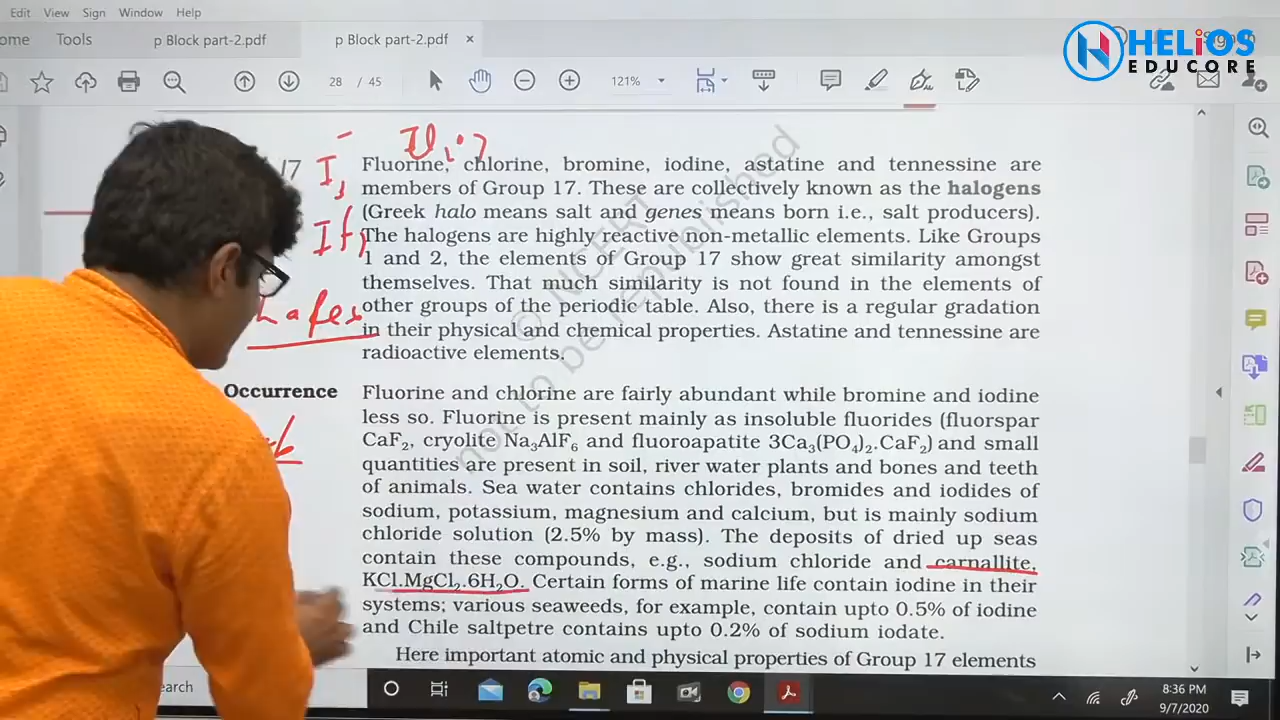 Edit View Sign Window Help
HELiOS
EDUCORE
ome Tools p Block part-2.pdf p Block part-2.pdf ×
28 / 45 121%
/7
Fluorine, chlorine, bromine, iodine, astatine and tennessine are
members of Group 17. These are collectively known as the halogens
(Greek halo means salt and genes means born i.e., salt producers).
The halogens are highly reactive non-metallic elements. Like Groups
1 and 2, the elements of Group 17 show great similarity amongst
themselves. That much similarity is not found in the elements of
other groups of the periodic table. Also, there is a regular gradation
in their physical and chemical properties. Astatine and tennessine are
radioactive elements.
© NCERT
not to be republished
Occurrence
Fluorine and chlorine are fairly abundant while bromine and iodine
less so. Fluorine is present mainly as insoluble fluorides (fluorspar
CaF₂, cryolite Na₃AlF₆ and fluoroapatite 3Ca₃(PO₄)₂.CaF₂) and small
quantities are present in soil, river water plants and bones and teeth
of animals. Sea water contains chlorides, bromides and iodides of
sodium, potassium, magnesium and calcium, but is mainly sodium
chloride solution (2.5% by mass). The deposits of dried up seas
contain these compounds, e.g., sodium chloride and carnallite,
KCl.MgCl₂.6H₂O. Certain forms of marine life contain iodine in their
systems; various seaweeds, for example, contain upto 0.5% of iodine
and Chile saltpetre contains upto 0.2% of sodium iodate.
Here important atomic and physical properties of Group 17 elements
earch
8:36 PM
9/7/2020